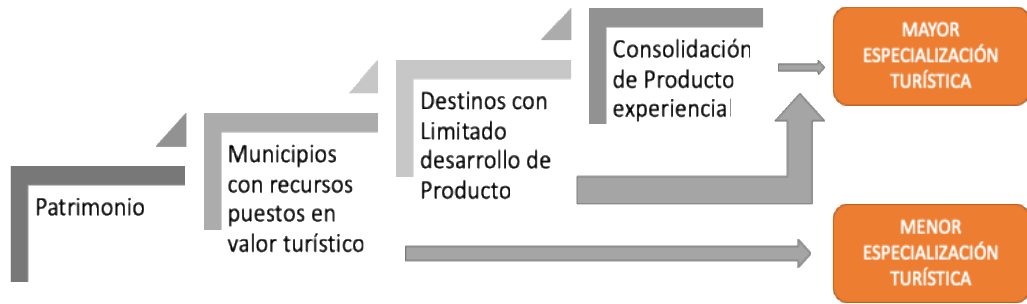 Patrimonio
Municipios
con recursos
puestos en
valor turístico
Destinos con
Limitado
desarrollo de
Producto
Consolidación
de Producto
experiencial
MAYOR
ESPECIALIZACIÓN
TURÍSTICA
MENOR
ESPECIALIZACIÓN
TURÍSTICA